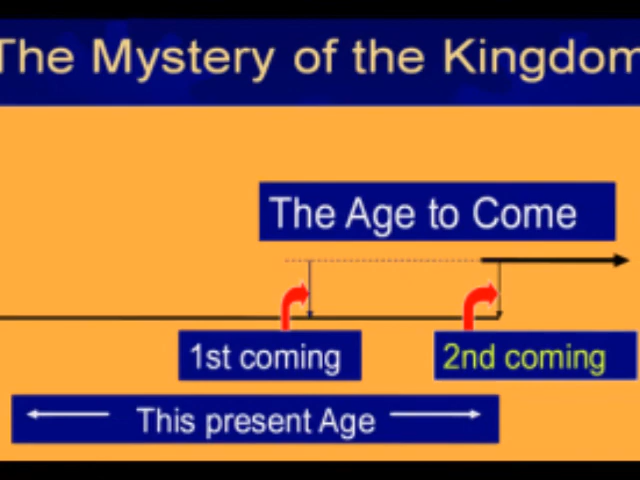 The Mystery of the Kingdom
The Age to Come
1st coming
2nd coming
This present Age